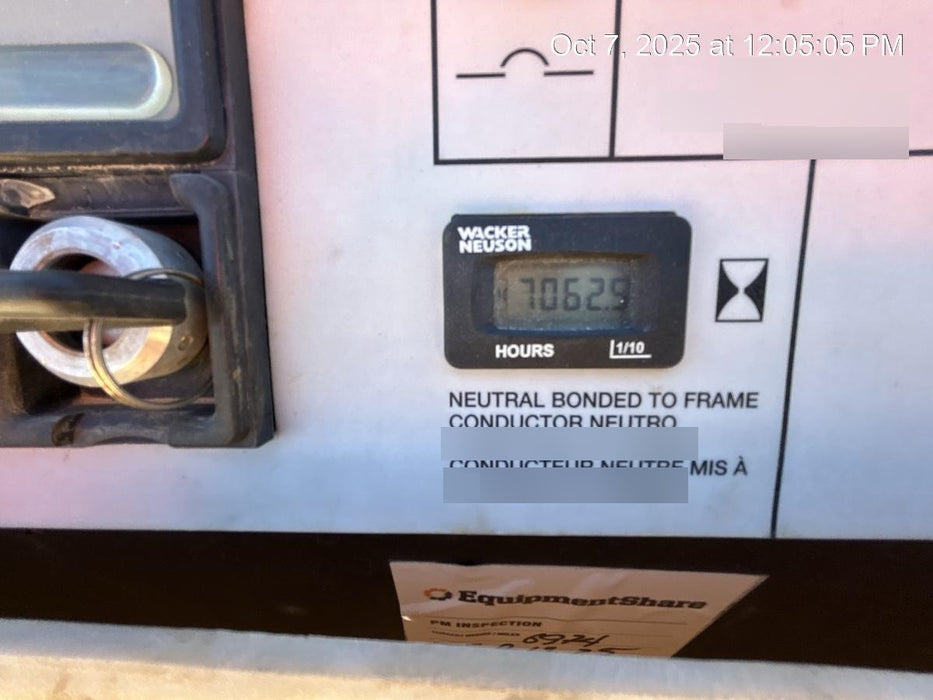 Oct 7, 2025 at 12:05:05 PM
WACKER
NEUSON
7062.5
HOURS
1/10
NEUTRAL BONDED TO FRAME
CONDUCTOR NEUTRO
CONDUCTEUR NEUTRE MIS À
EquipmentShare
PM INSPECTION
6974